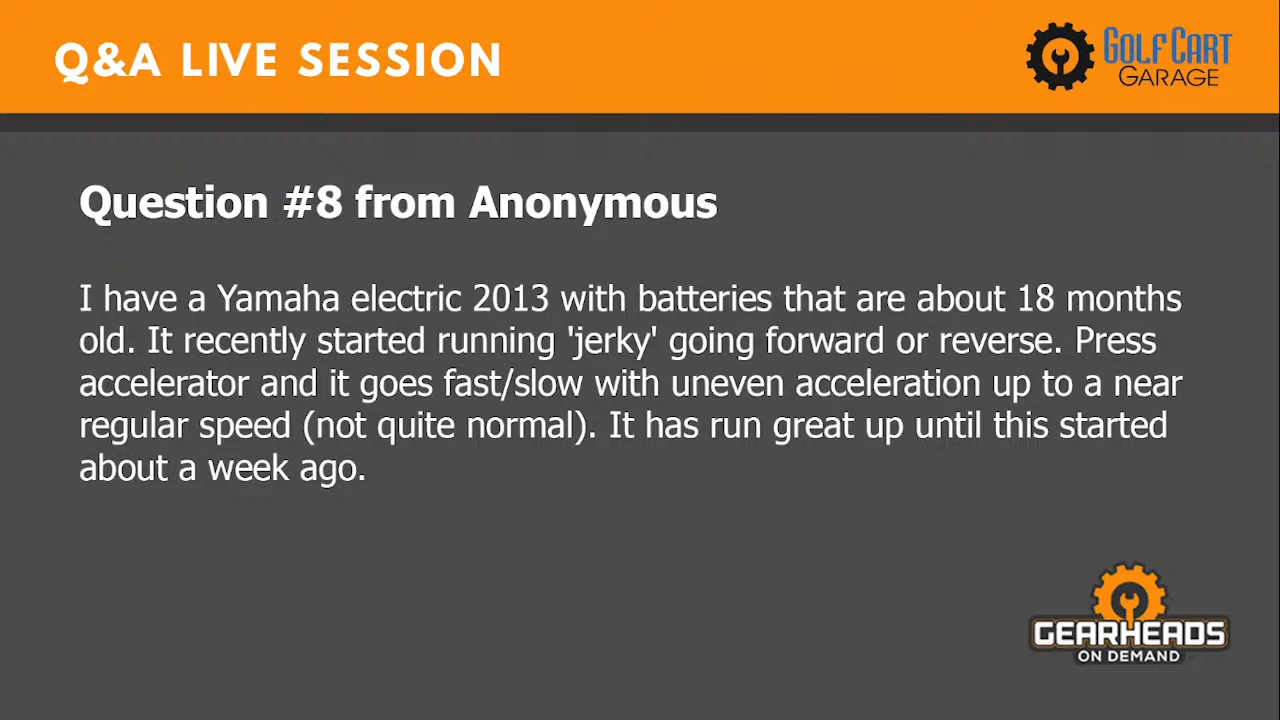 Q&A LIVE SESSION
GOLF CART
GARAGE
Question #8 from Anonymous
I have a Yamaha electric 2013 with batteries that are about 18 months
old. It recently started running 'jerky' going forward or reverse. Press
accelerator and it goes fast/slow with uneven acceleration up to a near
regular speed (not quite normal). It has run great up until this started
about a week ago.
GEARHEADS
ON DEMAND